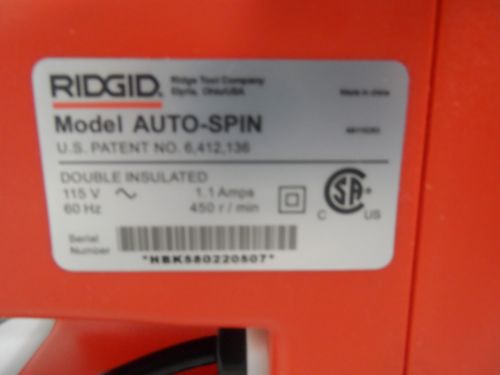 RIDGID.
Ridge Tool Company
Elyria, Ohio/USA
Made in china
Model AUTO-SPIN
U.S. PATENT NO. 6,412,136
DOUBLE INSULATED
115 V ~ 1.1 Amps
60 Hz 450 r / min
SA ®
C US
Serial
Number
*HBK580220507*